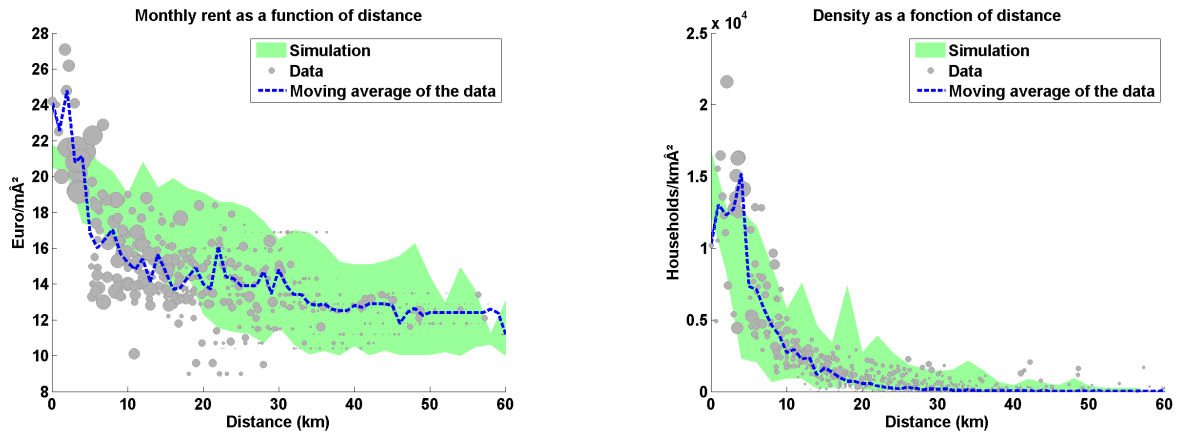 Monthly rent as a function of distance
28
26
24
22
20
18
16
14
12
10
8
Euro/mÂ²
0 10 20 30 40 50 60
Distance (km)
Simulation
Data
Moving average of the data
Density as a fonction of distance
x 10⁴
2.5
2
1.5
1
0.5
0
Households/kmÂ²
0 10 20 30 40 50 60
Distance (km)
Simulation
Data
Moving average of the data